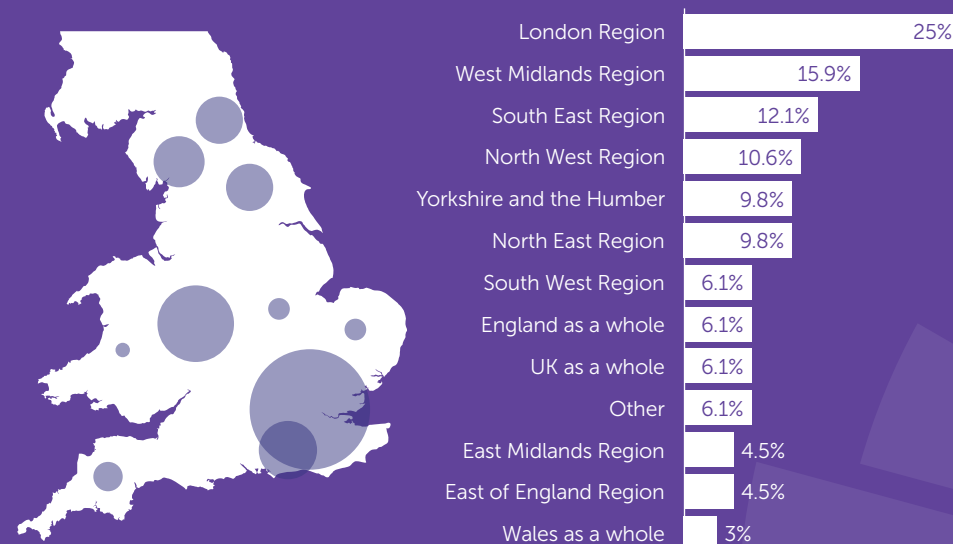 London Region 25%
West Midlands Region 15.9%
South East Region 12.1%
North West Region 10.6%
Yorkshire and the Humber 9.8%
North East Region 9.8%
South West Region 6.1%
England as a whole 6.1%
UK as a whole 6.1%
Other 6.1%
East Midlands Region 4.5%
East of England Region 4.5%
Wales as a whole 3%